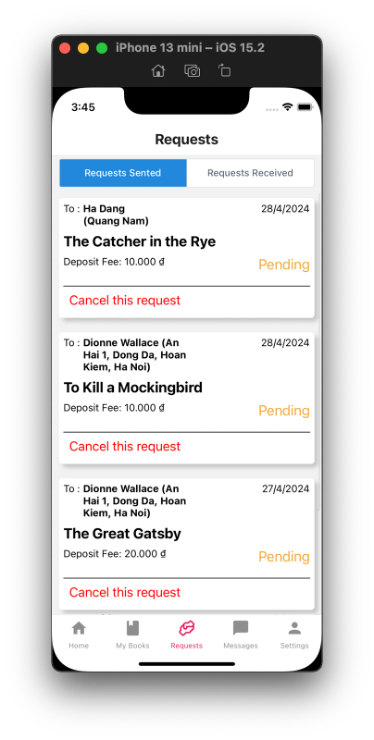 iPhone 13 mini – iOS 15.2
3:45
Requests
Requests Sented
Requests Received
To : Ha Dang
(Quang Nam)
28/4/2024
The Catcher in the Rye
Deposit Fee: 10.000 đ
Pending
Cancel this request
To : Dionne Wallace (An
Hai 1, Dong Da, Hoan
Kiem, Ha Noi)
28/4/2024
To Kill a Mockingbird
Deposit Fee: 10.000 đ
Pending
Cancel this request
To : Dionne Wallace (An
Hai 1, Dong Da, Hoan
Kiem, Ha Noi)
27/4/2024
The Great Gatsby
Deposit Fee: 20.000 đ
Pending
Cancel this request
Home
My Books
Requests
Messages
Settings